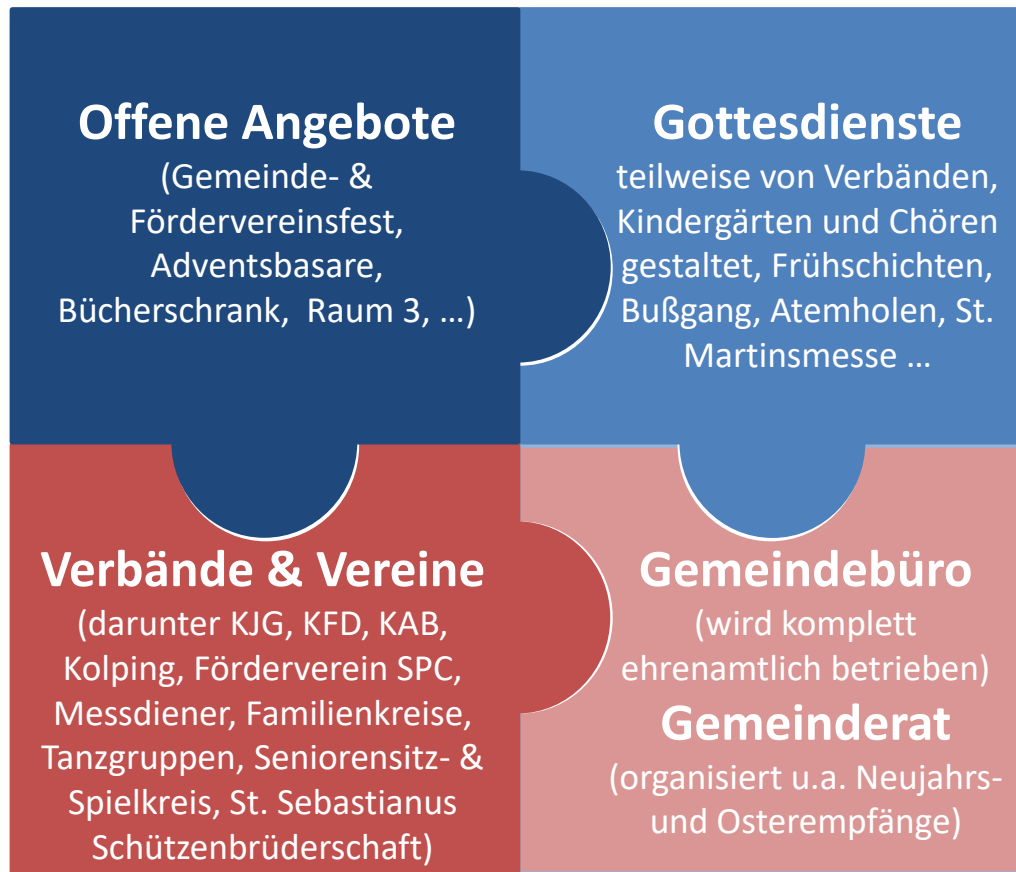 Offene Angebote
(Gemeinde- &
Fördervereinsfest,
Adventsbasare,
Bücherschrank, Raum 3, …)
Gottesdienste
teilweise von Verbänden,
Kindergärten und Chören
gestaltet, Frühschichten,
Bußgang, Atemholen, St.
Martinsmesse …
Verbände & Vereine
(darunter KJG, KFD, KAB,
Kolping, Förderverein SPC,
Messdiener, Familienkreise,
Tanzgruppen, Seniorensitz- &
Spielkreis, St. Sebastianus
Schützenbrüderschaft)
Gemeindebüro
(wird komplett
ehrenamtlich betrieben)
Gemeinderat
(organisiert u.a. Neujahrs-
und Osterempfänge)